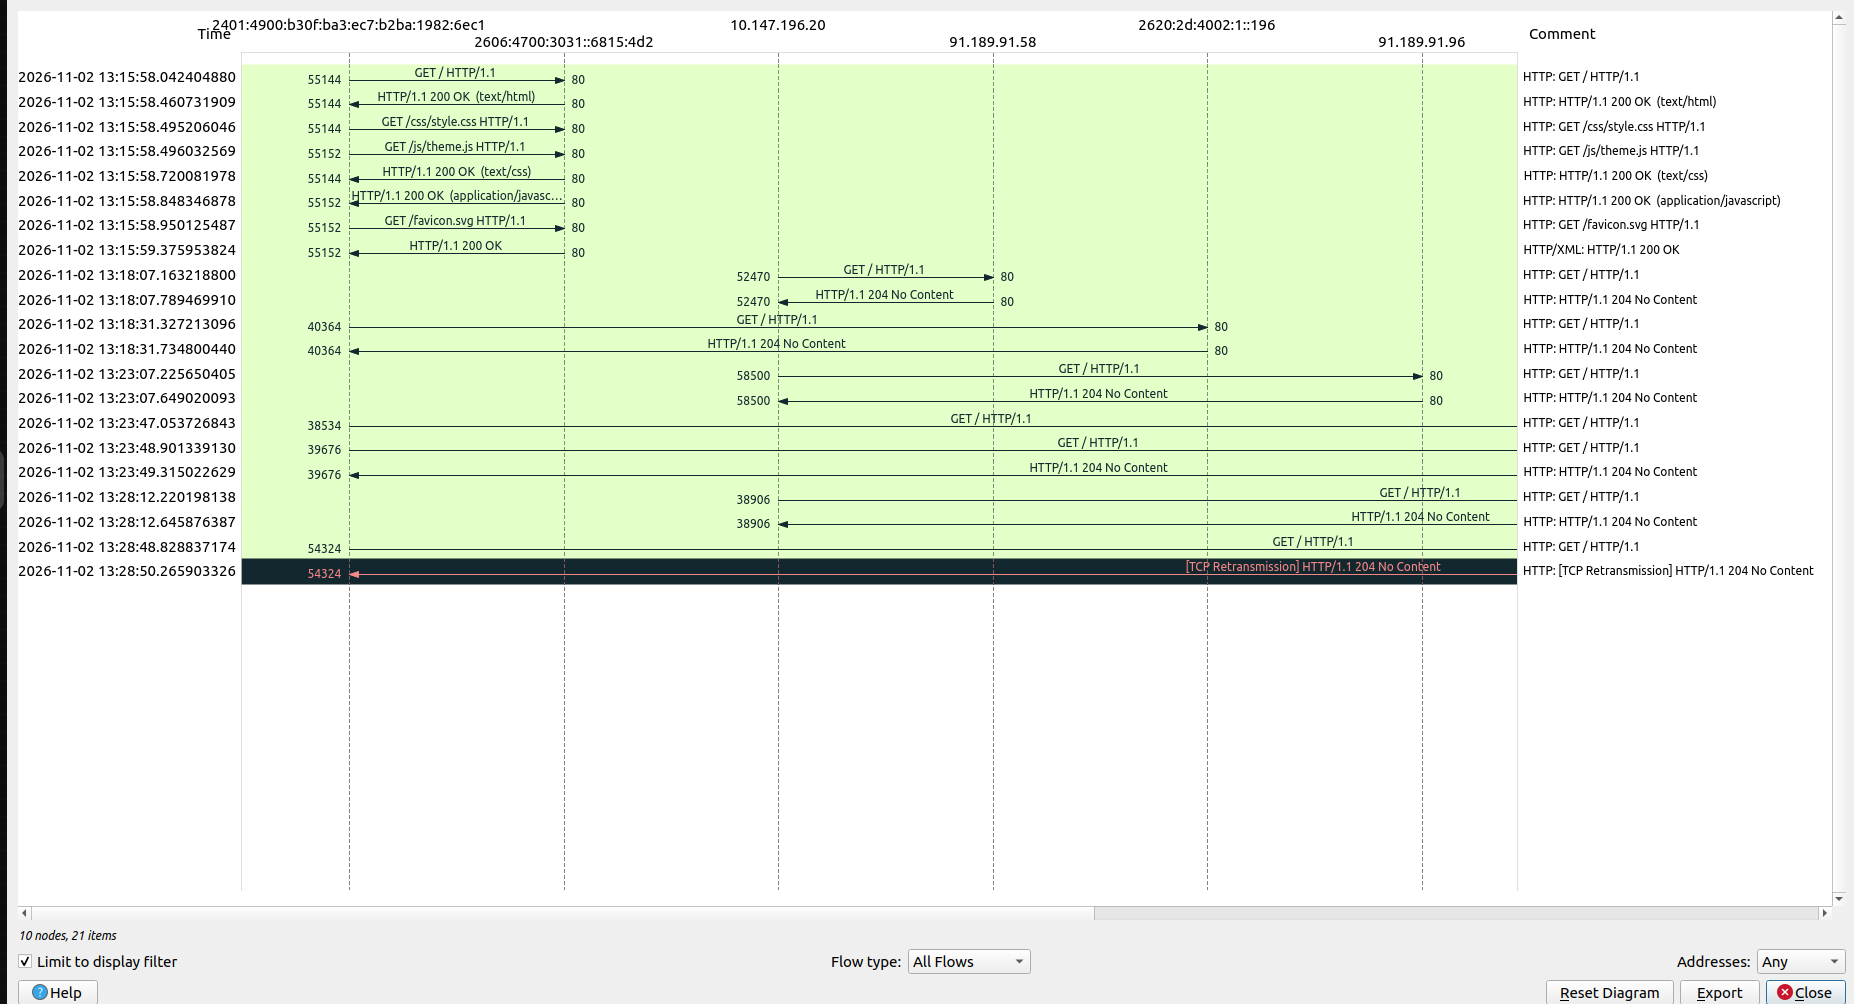 2401:4900:b30f:ba3:ec7:b2ba:1982:6ec1 10.147.196.20 2620:2d:4002:1::196
Time 2606:4700:3031::6815:4d2 91.189.91.58 91.189.91.96 Comment
2026-11-02 13:15:58.042404880 55144 GET / HTTP/1.1 80 HTTP: GET / HTTP/1.1
2026-11-02 13:15:58.460731909 55144 HTTP/1.1 200 OK (text/html) 80 HTTP: HTTP/1.1 200 OK (text/html)
2026-11-02 13:15:58.495206046 55144 GET /css/style.css HTTP/1.1 80 HTTP: GET /css/style.css HTTP/1.1
2026-11-02 13:15:58.496032569 55152 GET /js/theme.js HTTP/1.1 80 HTTP: GET /js/theme.js HTTP/1.1
2026-11-02 13:15:58.720081978 55144 HTTP/1.1 200 OK (text/css) 80 HTTP: HTTP/1.1 200 OK (text/css)
2026-11-02 13:15:58.848346878 55152 HTTP/1.1 200 OK (application/javasc... 80 HTTP: HTTP/1.1 200 OK (application/javascript)
2026-11-02 13:15:58.950125487 55152 GET /favicon.svg HTTP/1.1 80 HTTP: GET /favicon.svg HTTP/1.1
2026-11-02 13:15:59.375953824 55152 HTTP/1.1 200 OK 80 HTTP/XML: HTTP/1.1 200 OK
2026-11-02 13:18:07.163218800 52470 GET / HTTP/1.1 80 HTTP: GET / HTTP/1.1
2026-11-02 13:18:07.789469910 52470 HTTP/1.1 204 No Content 80 HTTP: HTTP/1.1 204 No Content
2026-11-02 13:18:31.327213096 40364 GET / HTTP/1.1 80 HTTP: GET / HTTP/1.1
2026-11-02 13:18:31.734800440 40364 HTTP/1.1 204 No Content 80 HTTP: HTTP/1.1 204 No Content
2026-11-02 13:23:07.225650405 58500 GET / HTTP/1.1 80 HTTP: GET / HTTP/1.1
2026-11-02 13:23:07.649020093 58500 HTTP/1.1 204 No Content 80 HTTP: HTTP/1.1 204 No Content
2026-11-02 13:23:47.053726843 38534 GET / HTTP/1.1 HTTP: GET / HTTP/1.1
2026-11-02 13:23:48.901339130 39676 GET / HTTP/1.1 HTTP: GET / HTTP/1.1
2026-11-02 13:23:49.315022629 39676 HTTP/1.1 204 No Content HTTP: HTTP/1.1 204 No Content
2026-11-02 13:28:12.220198138 38906 GET / HTTP/1.1 HTTP: GET / HTTP/1.1
2026-11-02 13:28:12.645876387 38906 HTTP/1.1 204 No Content HTTP: HTTP/1.1 204 No Content
2026-11-02 13:28:48.828837174 54324 GET / HTTP/1.1 HTTP: GET / HTTP/1.1
2026-11-02 13:28:50.265903326 54324 [TCP Retransmission] HTTP/1.1 204 No Content HTTP: [TCP Retransmission] HTTP/1.1 204 No Content
10 nodes, 21 items
Limit to display filter Flow type: All Flows Addresses: Any
Help Reset Diagram Export Close